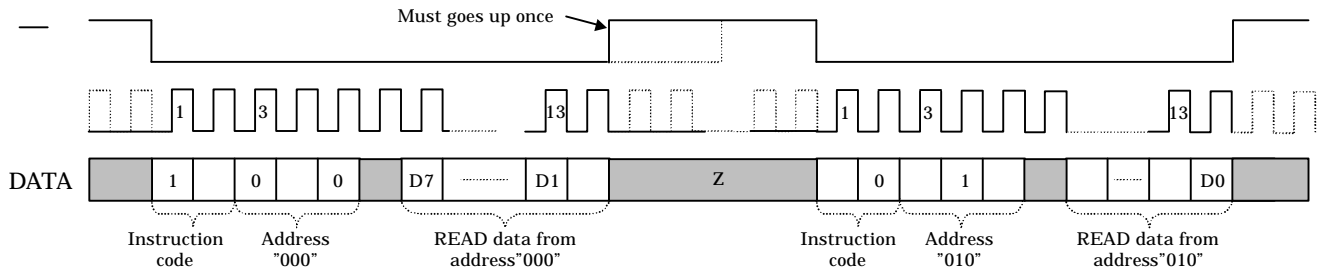 Must goes up once
1 3 13 1 3 13
DATA 1 0 0 D7 D1 Z 0 1 D0
Instruction code Address "000" READ data from address"000" Instruction code Address "010" READ data from address"010"